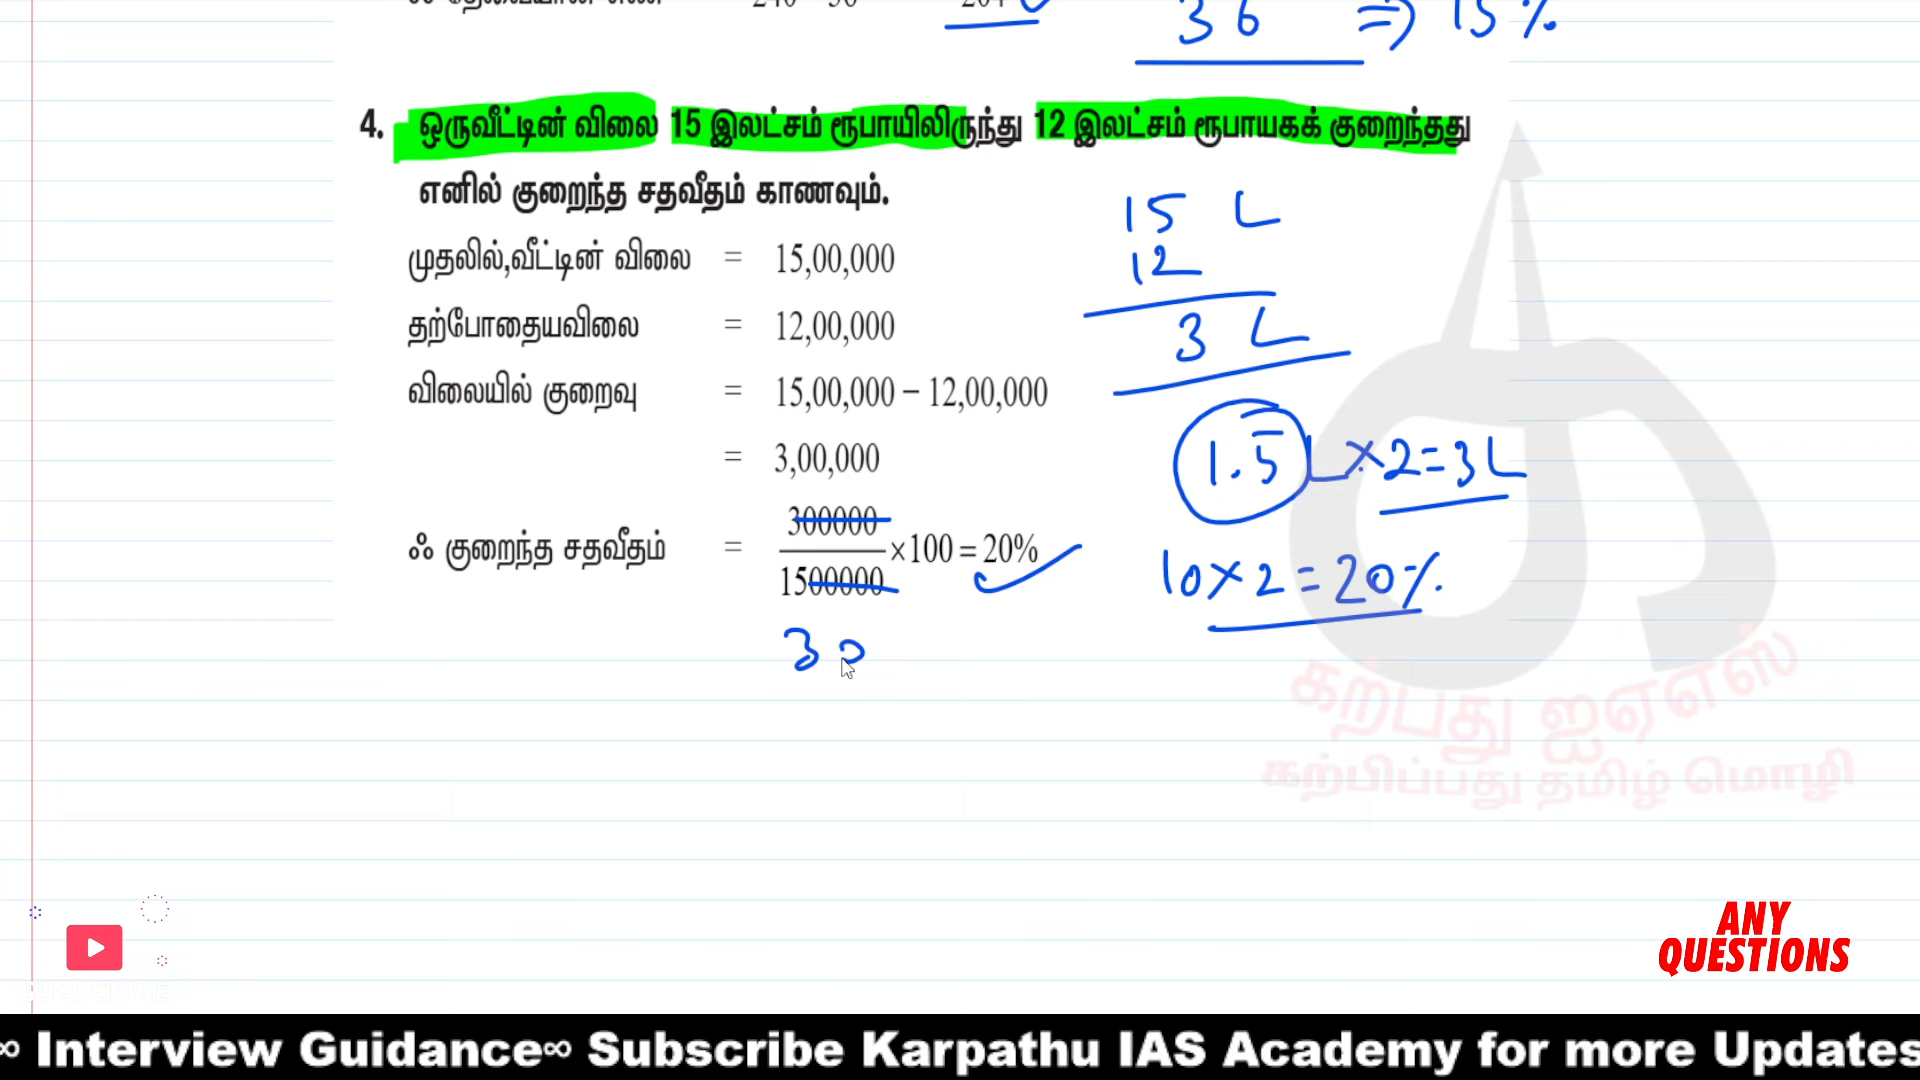 36 => 15%
4. ஒருவீட்டின் விலை 15 இலட்சம் ரூபாயிலிருந்து 12 இலட்சம் ரூபாயகக் குறைந்தது
எனில் குறைந்த சதவீதம் காணவும்.
முதலில்,வீட்டின் விலை = 15,00,000
தற்போதையவிலை = 12,00,000
விலையில் குறைவு = 15,00,000 – 12,00,000
= 3,00,000
ஃ குறைந்த சதவீதம் = 300000/1500000 ×100 = 20%
30
15 L
12
3 L
1.5 L × 2 = 3 L
10 × 2 = 20%
கற்பது ஐஏஎஸ்
கற்பிப்பது தமிழ் மொழி
ANY
QUESTIONS
∞ Interview Guidance∞ Subscribe Karpathu IAS Academy for more Updates